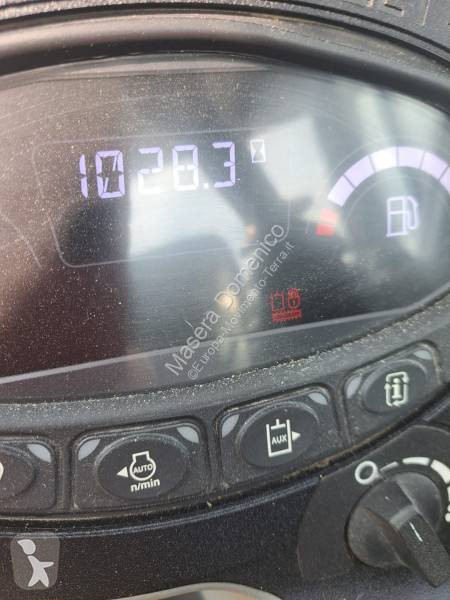 1028.3
Masera Domenico
©Europa-Movimento-Terra.it
AUTO
n/min
AUX
i